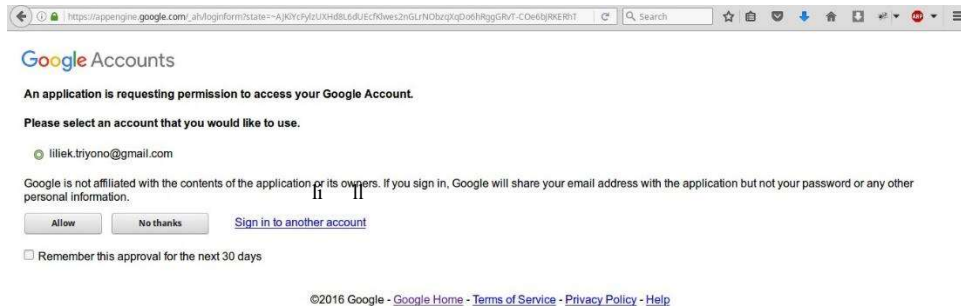 https://appengine.google.com/_ah/loginform?state=~AJKiYcFylzUXHd8L6dUEcfKlwes2nGLrNObzqXqDo6hRggGRvT-COe6bJRKERhT
Search
ABP
Google Accounts
An application is requesting permission to access your Google Account.
Please select an account that you would like to use.
liliek.triyono@gmail.com
Google is not affiliated with the contents of the application or its owners. If you sign in, Google will share your email address with the application but not your password or any other
fi ll
personal information.
Allow No thanks Sign in to another account
Remember this approval for the next 30 days
©2016 Google - Google Home - Terms of Service - Privacy Policy - Help